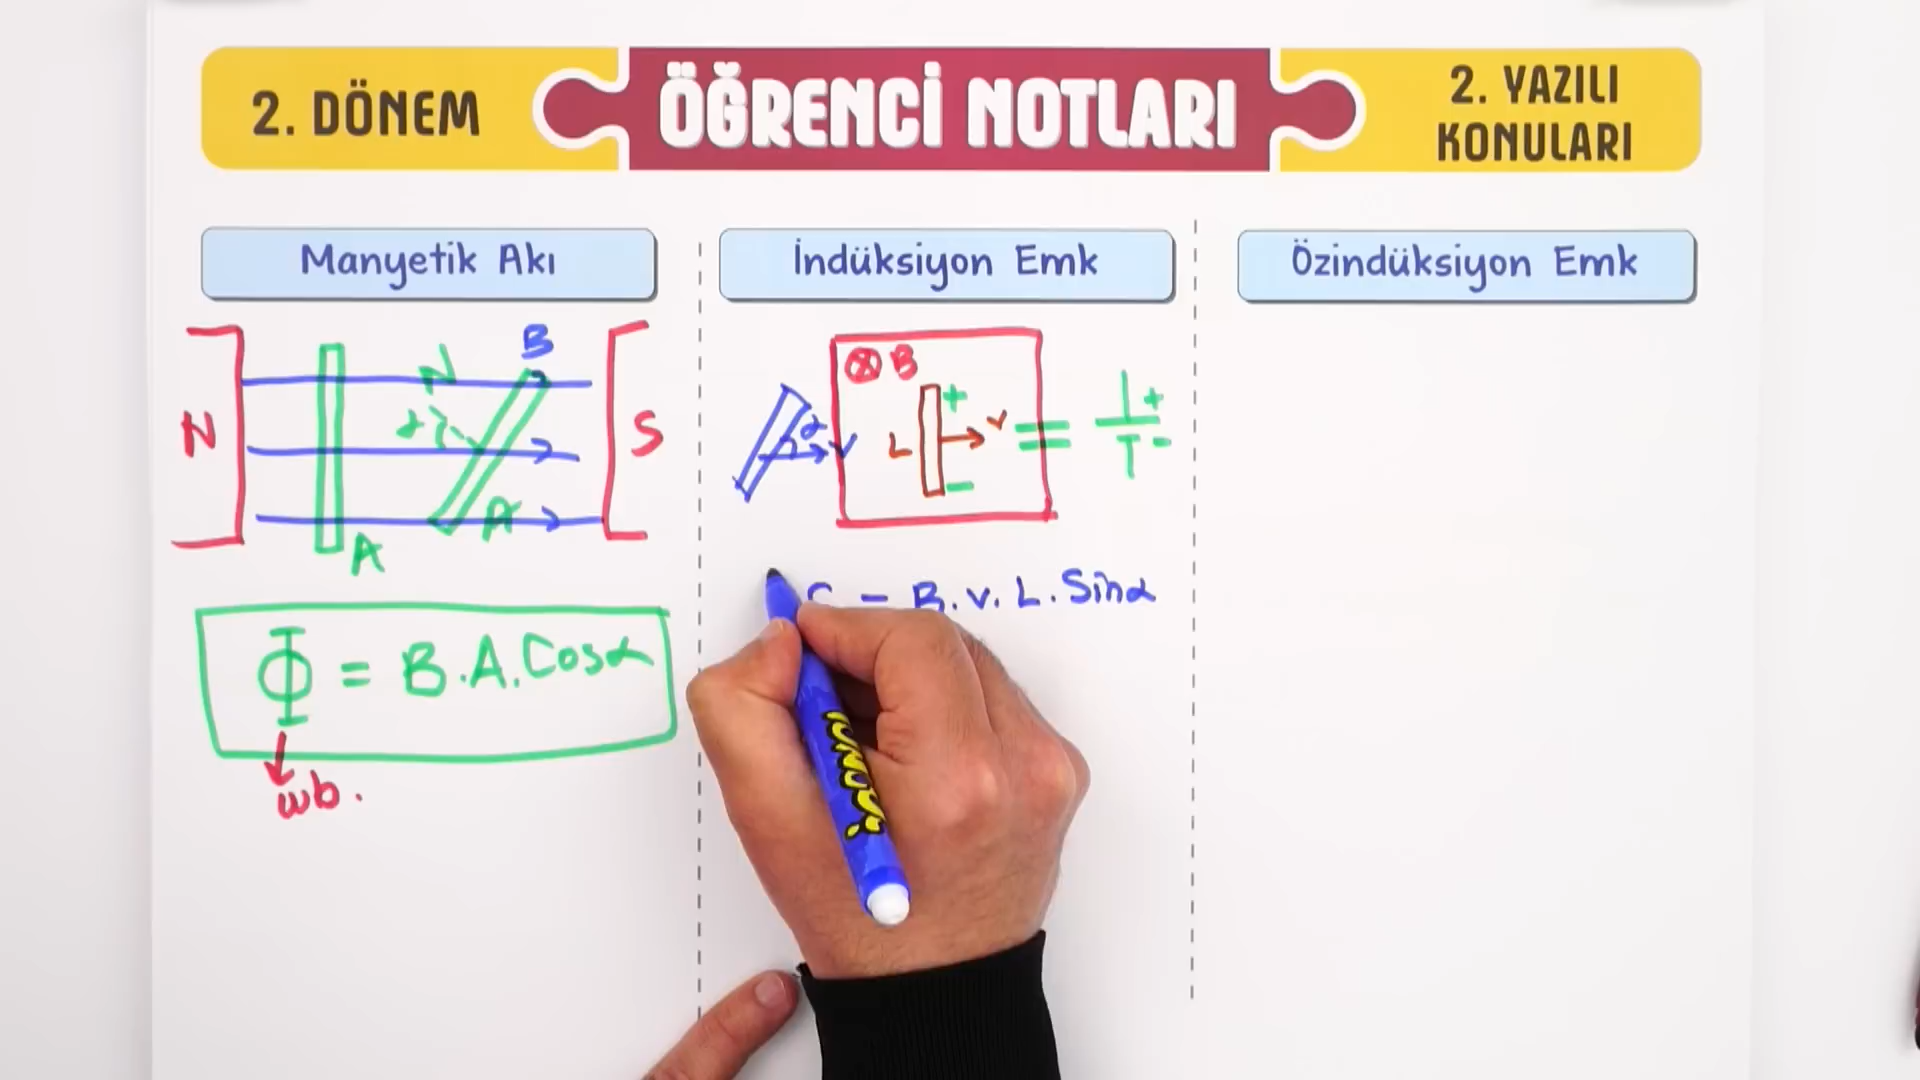 2. DÖNEM
ÖĞRENCİ NOTLARI
2. YAZILI
KONULARI
Manyetik Akı
N
S
N
B
α
A
A
Φ = B.A.Cosα
wb.
İndüksiyon Emk
⊗ B
α
V
L
+
-
v
=
+
-
ε = B.v.L.Sinα
Özindüksiyon Emk